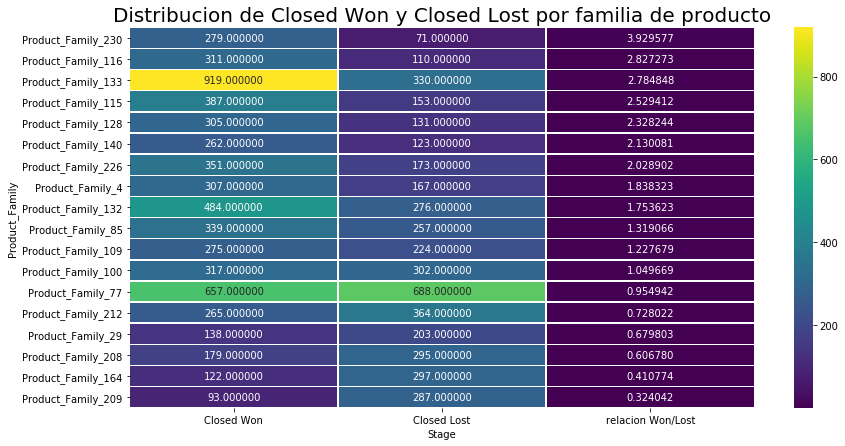 Distribucion de Closed Won y Closed Lost por familia de producto
Product_Family
Product_Family_230 279.000000 71.000000 3.929577
Product_Family_116 311.000000 110.000000 2.827273
Product_Family_133 919.000000 330.000000 2.784848
Product_Family_115 387.000000 153.000000 2.529412
Product_Family_128 305.000000 131.000000 2.328244
Product_Family_140 262.000000 123.000000 2.130081
Product_Family_226 351.000000 173.000000 2.028902
Product_Family_4 307.000000 167.000000 1.838323
Product_Family_132 484.000000 276.000000 1.753623
Product_Family_85 339.000000 257.000000 1.319066
Product_Family_109 275.000000 224.000000 1.227679
Product_Family_100 317.000000 302.000000 1.049669
Product_Family_77 657.000000 688.000000 0.954942
Product_Family_212 265.000000 364.000000 0.728022
Product_Family_29 138.000000 203.000000 0.679803
Product_Family_208 179.000000 295.000000 0.606780
Product_Family_164 122.000000 297.000000 0.410774
Product_Family_209 93.000000 287.000000 0.324042
Closed Won Closed Lost relacion Won/Lost
Stage
800
600
400
200